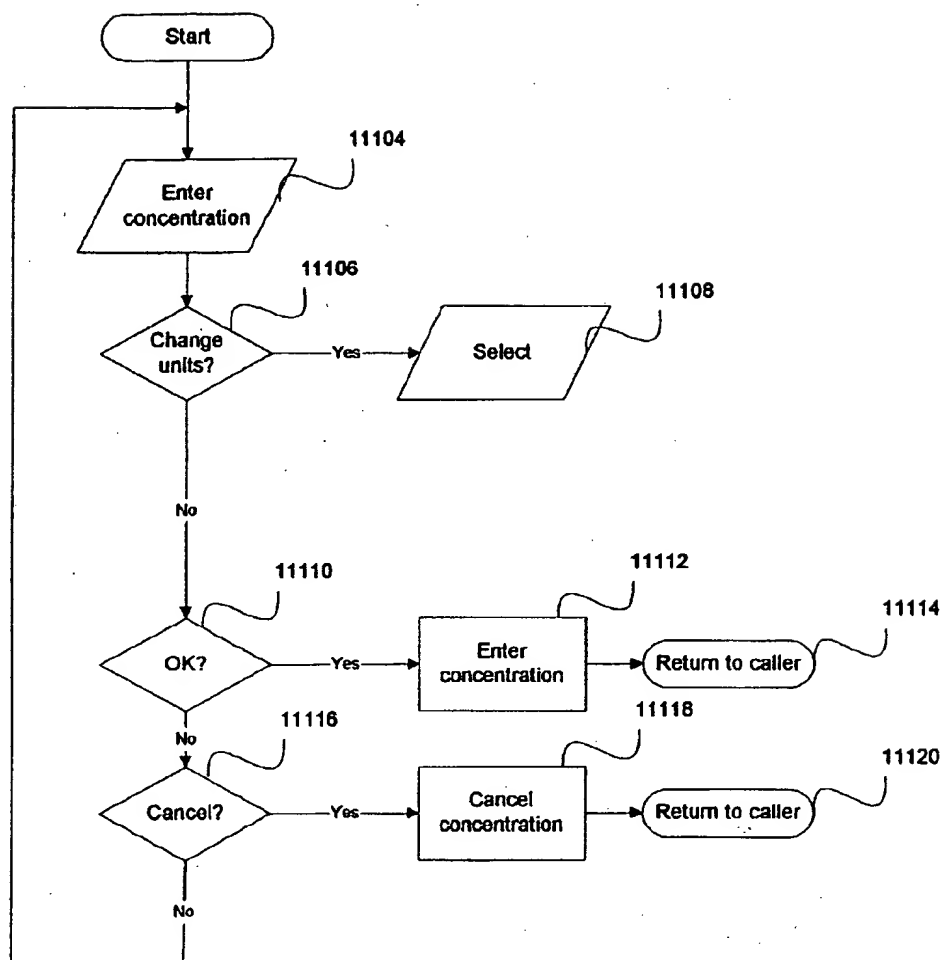 Start
11104
Enter
concentration
11106
Change
units?
Yes
11108
Select
No
11110
OK?
Yes
11112
Enter
concentration
11114
Return to caller
No
11116
Cancel?
Yes
11118
Cancel
concentration
11120
Return to caller
No